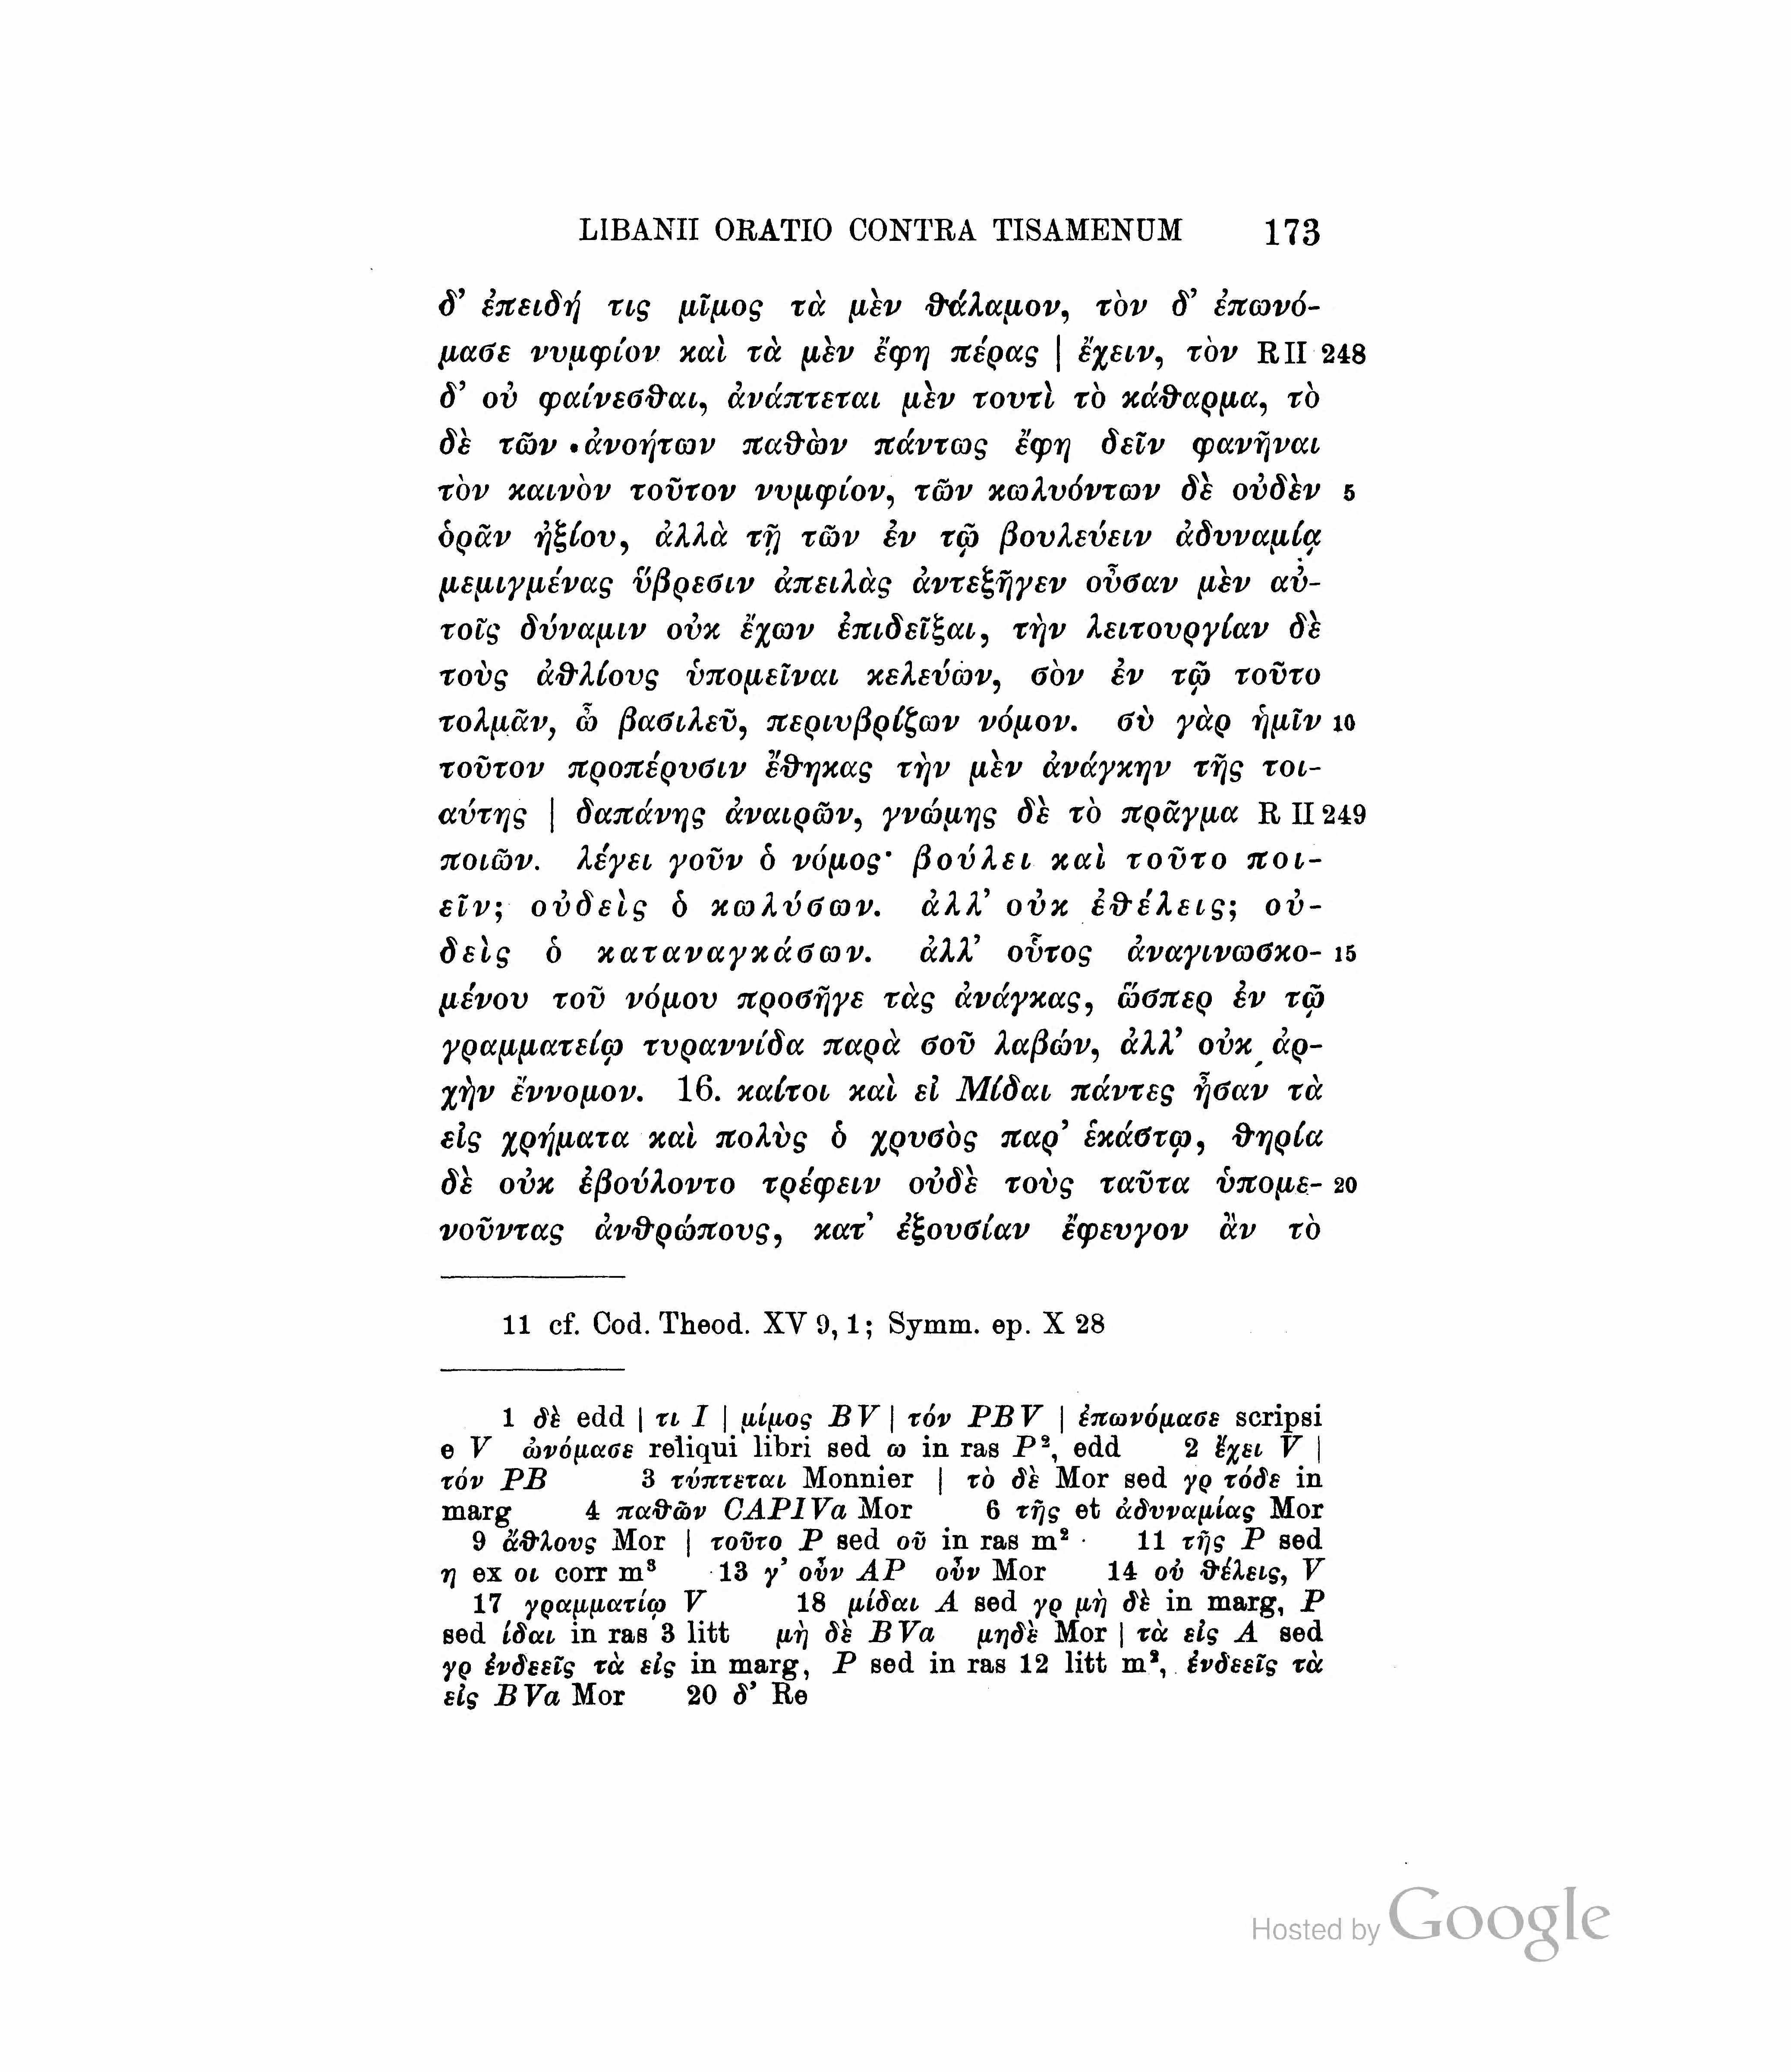 LIBANII ORATIO CONTRA TISAMENUM 173
δ’ ἐπειδή τις μῖμος τὰ μὲν ϑάλαμον, τὸν δ’ ἐπωνό-
μασε νυμφίον καὶ τὰ μὲν ἔφη πέρας | ἔχειν, τὸν R II 248
δ’ οὐ φαίνεσϑαι, ἀνάπτεται μὲν τουτὶ τὸ κάϑαρμα, τὸ
δὲ τῶν ἀνοήτων παϑὼν πάντως ἔφη δεῖν φανῆναι
τὸν καινὸν τοῦτον νυμφίον, τῶν κωλυόντων δὲ οὐδὲν 5
ὁρᾶν ἠξίου, ἀλλὰ τῇ τῶν ἐν τῷ βουλεύειν ἀδυναμίᾳ
μεμιγμένας ὕβρεσιν ἀπειλὰς ἀντεξῆγεν οὖσαν μὲν αὐ-
τοῖς δύναμιν οὐκ ἔχων ἐπιδεῖξαι, τὴν λειτουργίαν δὲ
τοὺς ἀϑλίους ὑπομεῖναι κελεύων, σὸν ἐν τῷ τοῦτο
τολμᾶν, ὦ βασιλεῦ, περιυβρίζων νόμον. σὺ γὰρ ἡμῖν 10
τοῦτον προπέρυσιν ἔϑηκας τὴν μὲν ἀνάγκην τῆς τοι-
αύτης | δαπάνης ἀναιρῶν, γνώμης δὲ τὸ πρᾶγμα R II 249
ποιῶν. λέγει γοῦν ὁ νόμος· βούλει καὶ τοῦτο ποι-
εῖν; οὐδεὶς ὁ κωλύσων. ἀλλ’ οὐκ ἐϑέλεις; οὐ-
δεὶς ὁ καταναγκάσων. ἀλλ’ οὗτος ἀναγινωσκο- 15
μένου τοῦ νόμου προσῆγε τὰς ἀνάγκας, ὥσπερ ἐν τῷ
γραμματείῳ τυραννίδα παρὰ σοῦ λαβών, ἀλλ’ οὐκ ἀρ-
χὴν ἔννομον. 16. καίτοι καὶ εἰ Μίδαι πάντες ἦσαν τὰ
εἰς χρήματα καὶ πολὺς ὁ χρυσὸς παρ’ ἑκάστῳ, ϑηρία
δὲ οὐκ ἐβούλοντο τρέφειν οὐδὲ τοὺς ταῦτα ὑπομε- 20
νοῦντας ἀνϑρώπους, κατ’ ἐξουσίαν ἔφευγον ἂν τὸ
11 cf. Cod. Theod. XV 9, 1; Symm. ep. X 28
1 δὲ edd | τι I | μίμος BV | τόν PBV | ἐπωνόμασε scripsi
e V ὠνόμασε reliqui libri sed ω in ras P², edd 2 ἔχει V |
τόν PB 3 τύπτεται Monnier | τὸ δὲ Mor sed γρ τόδε in
marg 4 παϑῶν CAPIVa Mor 6 τῆς et ἀδυναμίας Mor
9 ἄϑλους Mor | τοῦτο P sed οῦ in ras m² 11 τῆς P sed
η ex οι corr m³ 13 γ’ οὖν AP οὖν Mor 14 οὐ ϑέλεις, V
17 γραμματίῳ V 18 μίδαι A sed γρ μὴ δὲ in marg, P
sed ίδαι in ras 3 litt μὴ δὲ BVa μηδὲ Mor | τὰ εἰς A sed
γρ ἐνδεεῖς τὰ εἰς in marg, P sed in ras 12 litt m², ἐνδεεῖς τὰ
εἰς BVa Mor 20 δ’ Re
Hosted by Google